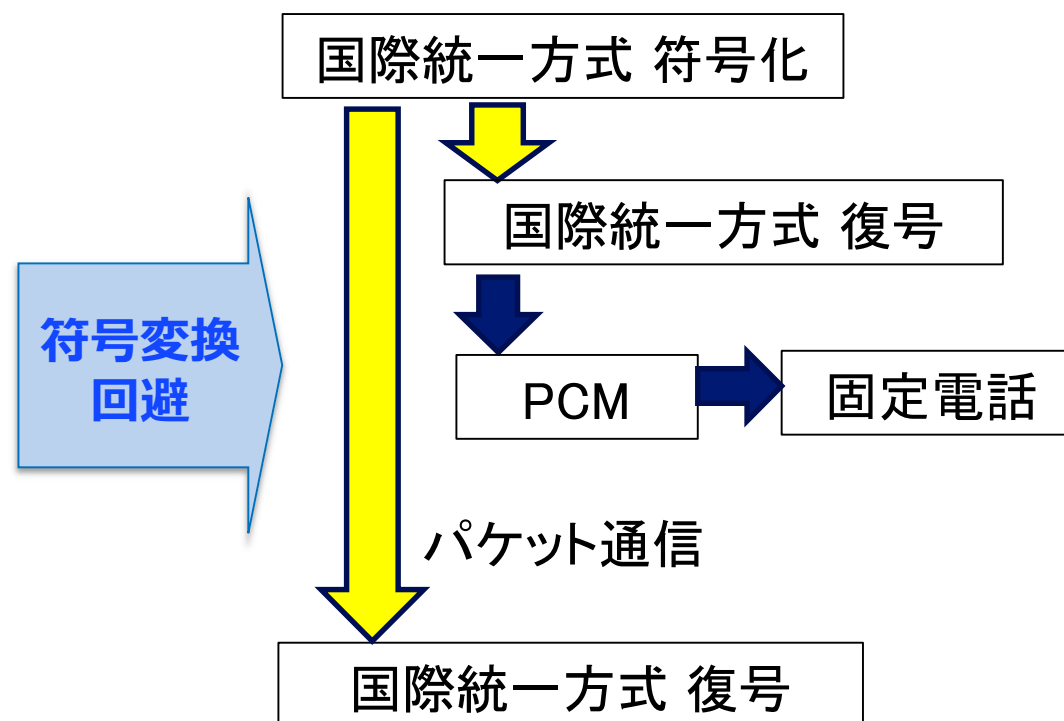 国際統一方式 符号化
国際統一方式 復号
符号変換
回避
PCM
固定電話
パケット通信
国際統一方式 復号